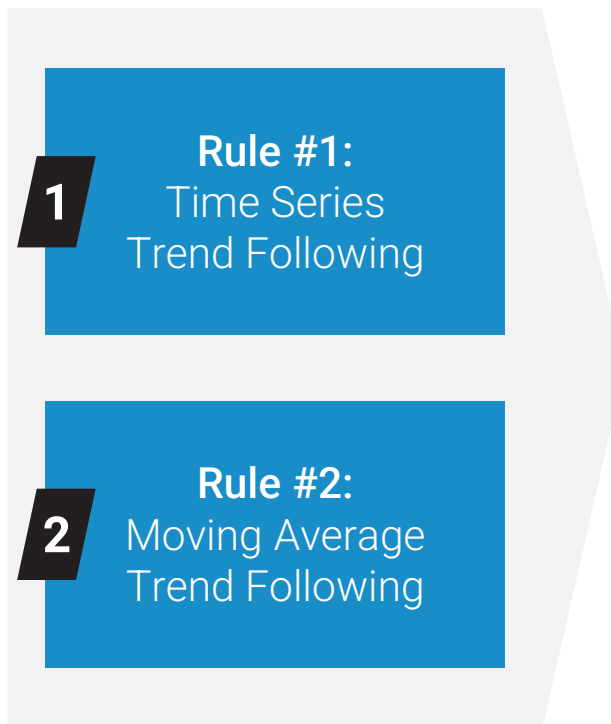 1
Rule #1:
Time Series
Trend Following
2
Rule #2:
Moving Average
Trend Following